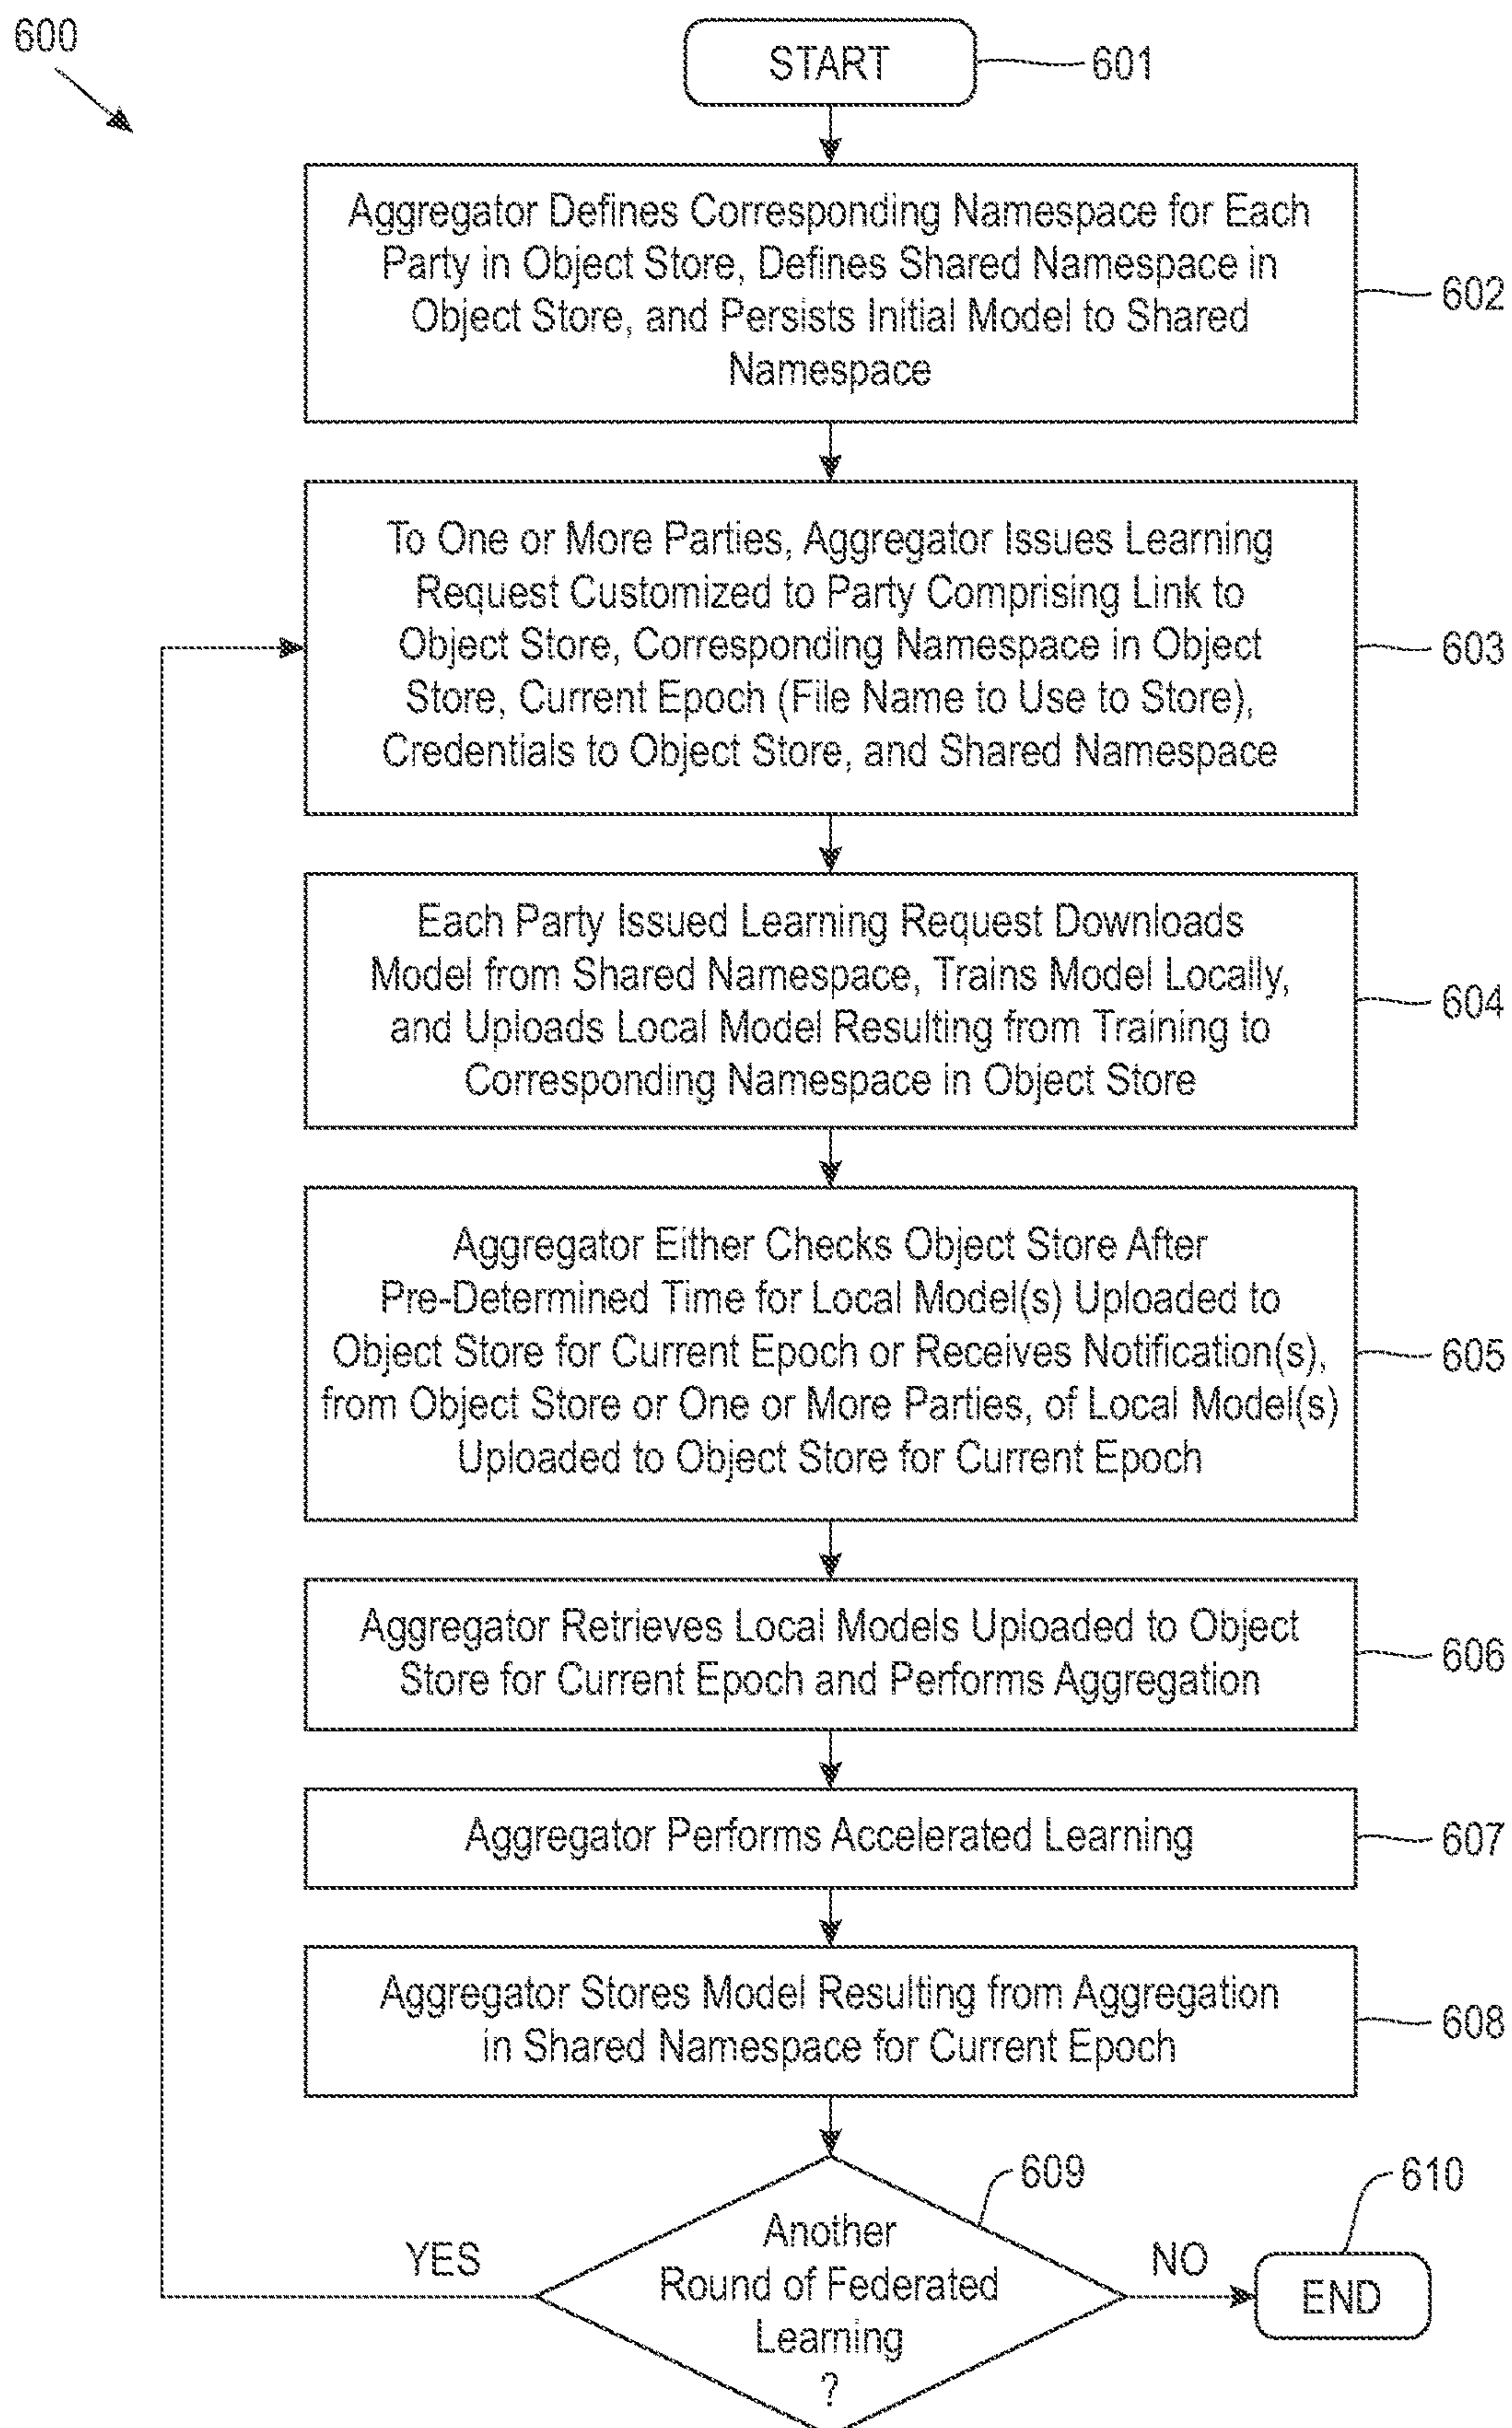 600
START
601
Aggregator Defines Corresponding Namespace for Each
Party in Object Store, Defines Shared Namespace in
Object Store, and Persists Initial Model to Shared
Namespace
602
To One or More Parties, Aggregator Issues Learning
Request Customized to Party Comprising Link to
Object Store, Corresponding Namespace in Object
Store, Current Epoch (File Name to Use to Store),
Credentials to Object Store, and Shared Namespace
603
Each Party Issued Learning Request Downloads
Model from Shared Namespace, Trains Model Locally,
and Uploads Local Model Resulting from Training to
Corresponding Namespace in Object Store
604
Aggregator Either Checks Object Store After
Pre-Determined Time for Local Model(s) Uploaded to
Object Store for Current Epoch or Receives Notification(s),
from Object Store or One or More Parties, of Local Model(s)
Uploaded to Object Store for Current Epoch
605
Aggregator Retrieves Local Models Uploaded to Object
Store for Current Epoch and Performs Aggregation
606
Aggregator Performs Accelerated Learning
607
Aggregator Stores Model Resulting from Aggregation
in Shared Namespace for Current Epoch
608
609
Another
Round of Federated
Learning
?
YES
NO
610
END